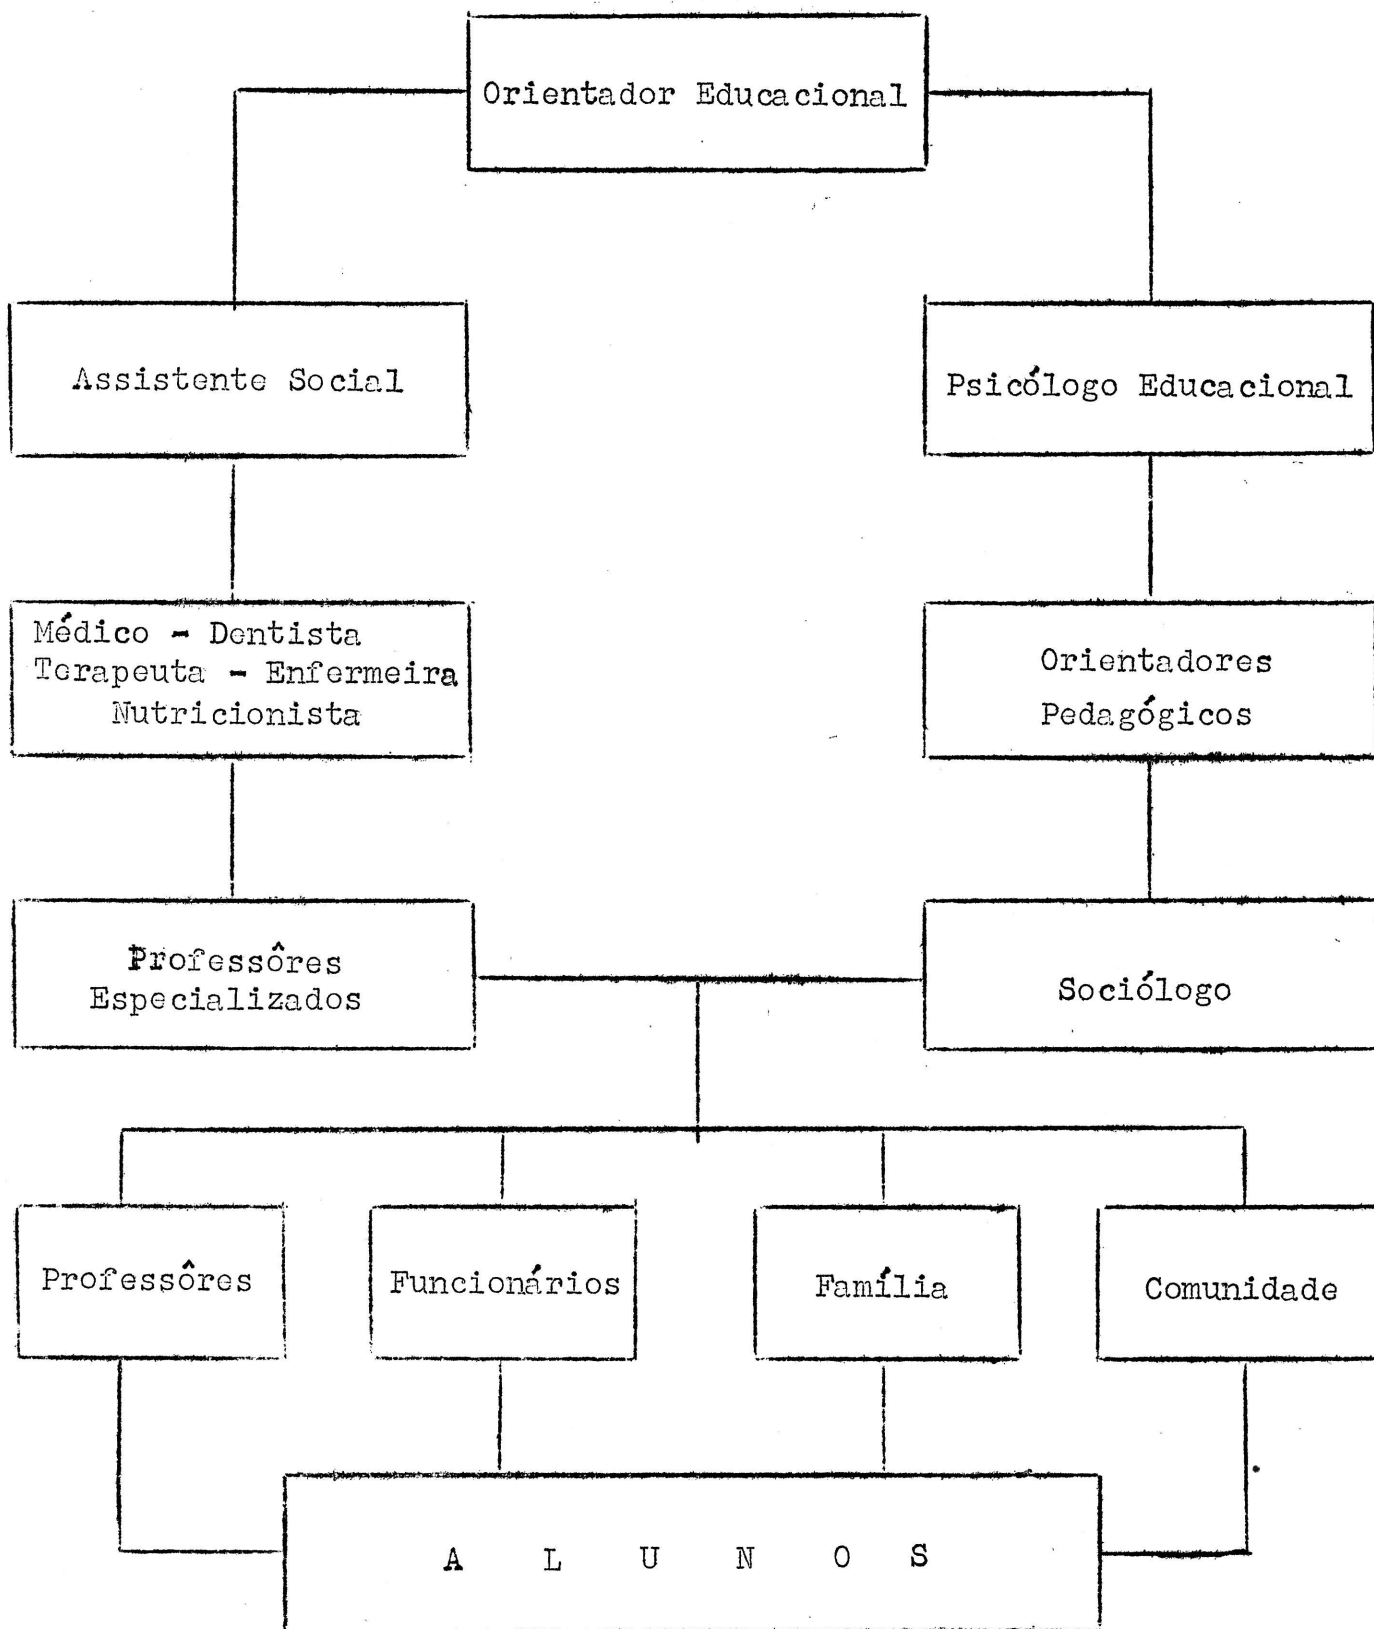 Orientador Educacional
Assistente Social
Psicólogo Educacional
Médico - Dentista
Terapeuta - Enfermeira
Nutricionista
Orientadores
Pedagógicos
Professôres
Especializados
Sociólogo
Professôres
Funcionários
Família
Comunidade
A L U N O S